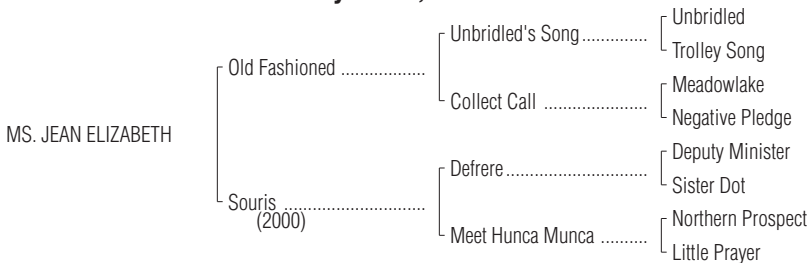 Unbridled
Unbridled's Song..............
Trolley Song
Old Fashioned ..................
Meadowlake
Collect Call ......................
Negative Pledge
MS. JEAN ELIZABETH
Deputy Minister
Defrere..............................
Sister Dot
Souris ..............................
(2000)
Northern Prospect
Meet Hunca Munca ..........
Little Prayer